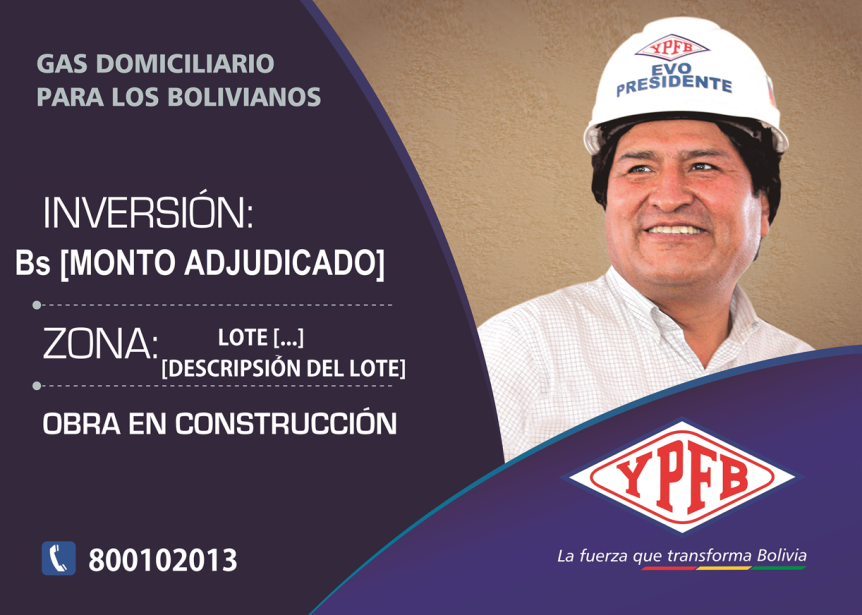 GAS DOMICILIARIO
PARA LOS BOLIVIANOS
YPFB
EVO
PRESIDENTE
INVERSIÓN:
Bs [MONTO ADJUDICADO]
ZONA:
LOTE [...]
[DESCRIPSIÓN DEL LOTE]
OBRA EN CONSTRUCCIÓN
YPFB
La fuerza que transforma Bolivia
800102013